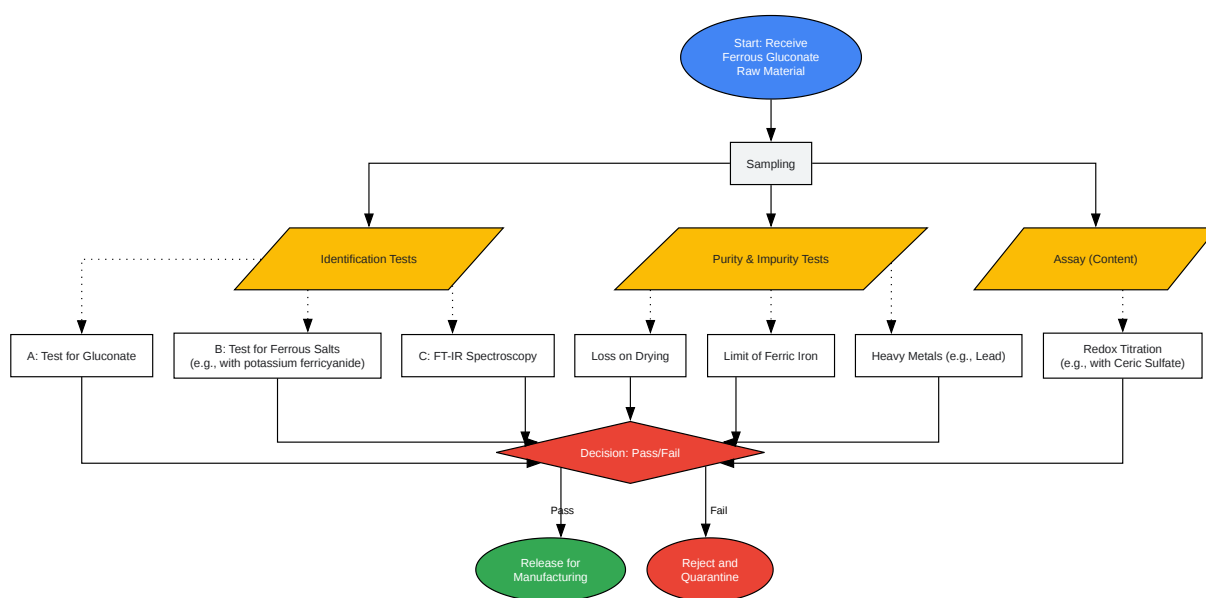 Start: Receive
Ferrous Gluconate
Raw Material
Sampling
Identification Tests
Purity & Impurity Tests
Assay (Content)
A: Test for Gluconate
B: Test for Ferrous Salts
(e.g., with potassium ferricyanide)
C: FT-IR Spectroscopy
Loss on Drying
Limit of Ferric Iron
Heavy Metals (e.g., Lead)
Redox Titration
(e.g., with Ceric Sulfate)
Decision: Pass/Fail
Pass
Fail
Release for
Manufacturing
Reject and
Quarantine